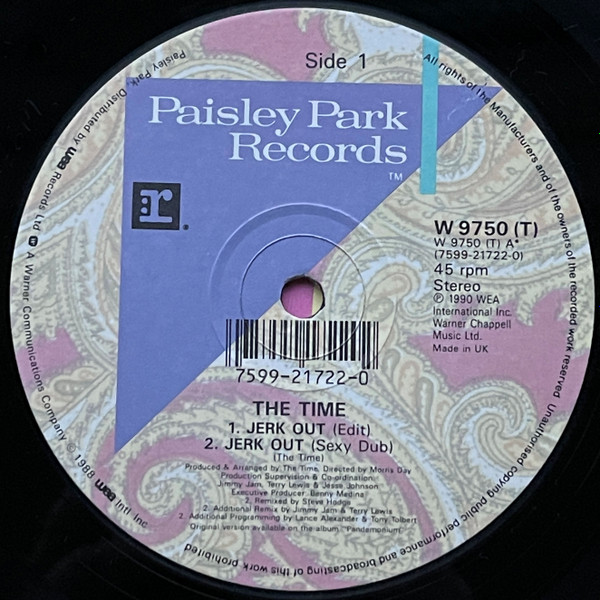 Side 1
Paisley Park
Records
TM
r
W 9750 (T)
W 9750 (T) A*
(7599-21722-0)
45 rpm
Stereo
℗ 1990 WEA
International Inc.
Warner Chappell
Music Ltd.
Made in UK
7599-21722-0
THE TIME
1. JERK OUT (Edit)
2. JERK OUT (Sexy Dub)
(The Time)
Produced & Arranged by The Time, Directed by Morris Day
Production Supervision & Co-ordination:
Jimmy Jam, Terry Lewis & Jesse Johnson
Executive Producer: Benny Medina
2. Remixed by Steve Hodge
2. Additional Remix by Jimmy Jam & Terry Lewis
2. Additional Programming by Lance Alexander & Tony Tolbert
Original version available on the album "Pandemonium"
Paisley Park, Distributed by wea Records Ltd. A Warner Communications Company © 1988 wea Intl Inc.
All rights of the Manufacturers and of the owners of the recorded work reserved Unauthorised copying public performance and broadcasting of this work prohibited